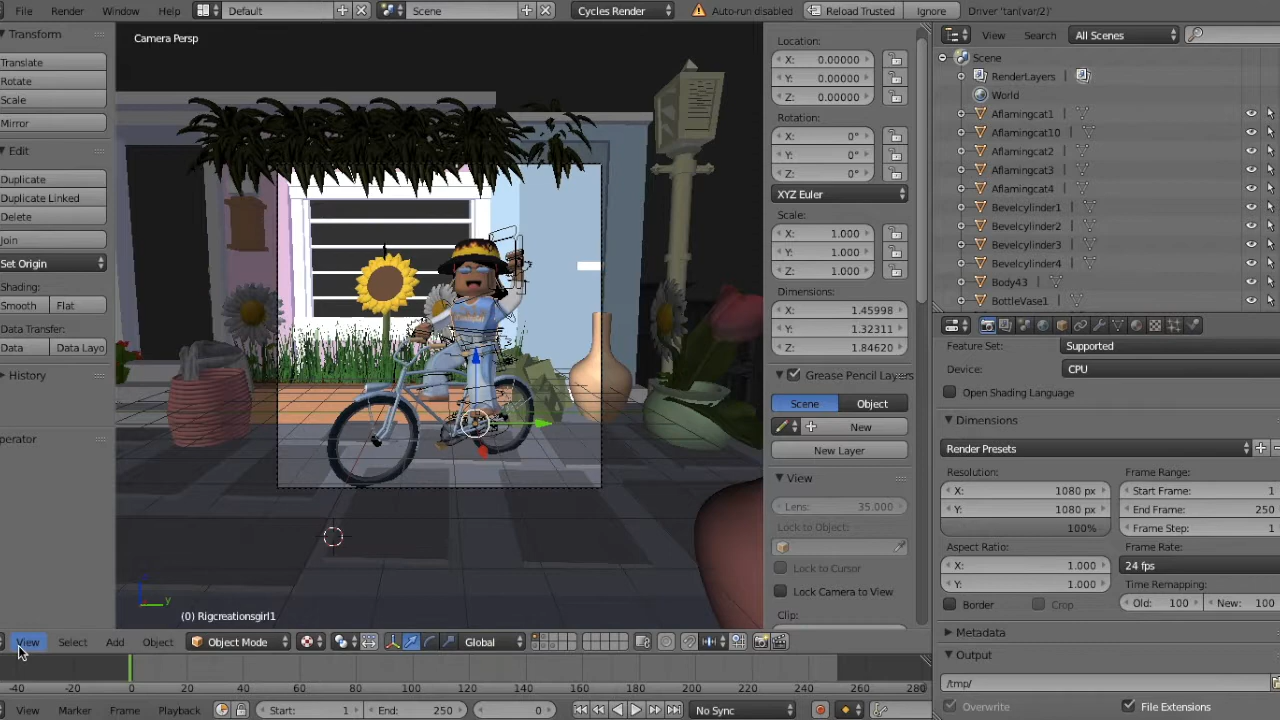 File Render Window Help Default Scene Cycles Render Auto-run disabled Reload Trusted Ignore Driver 'tan(var/2)'
Transform
Translate
Rotate
Scale
Mirror
Edit
Duplicate
Duplicate Linked
Delete
Join
Set Origin
Shading:
Smooth Flat
Data Transfer:
Data Data Layo
History
perator
Camera Persp
(0) Rigcreationsgirl1
Location:
X: 0.00000
Y: 0.00000
Z: 0.00000
Rotation:
X: 0°
Y: 0°
Z: 0°
XYZ Euler
Scale:
X: 1.000
Y: 1.000
Z: 1.000
Dimensions:
X: 1.45998
Y: 1.32311
Z: 1.84620
Grease Pencil Layers
Scene Object
New
New Layer
View
Lens: 35.000
Lock to Object:
Lock to Cursor
Lock Camera to View
Clip:
View Search All Scenes
Scene
RenderLayers
World
Aflamingcat1
Aflamingcat10
Aflamingcat2
Aflamingcat3
Aflamingcat4
Bevelcylinder1
Bevelcylinder2
Bevelcylinder3
Bevelcylinder4
Body43
BottleVase1
Feature Set: Supported
Device: CPU
Open Shading Language
Dimensions
Render Presets
Resolution: Frame Range:
X: 1080 px Start Frame: 1
Y: 1080 px End Frame: 250
100% Frame Step: 1
Aspect Ratio: Frame Rate:
X: 1.000 24 fps
Y: 1.000 Time Remapping:
Border Crop Old: 100 New: 100
Metadata
Output
/tmp/
Overwrite File Extensions
View Select Add Object Object Mode Global
-40 -20 0 20 40 60 80 100 120 140 160 180 200 220 240 260 280
View Marker Frame Playback Start: 1 End: 250 0 No Sync